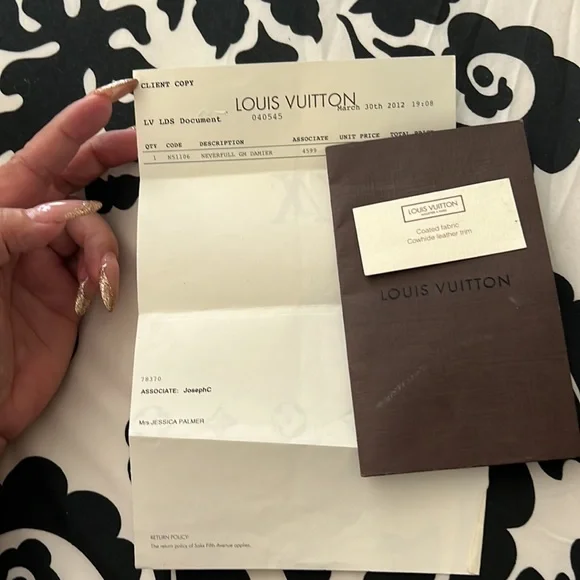 CLIENT COPY
LOUIS VUITTON
March 30th 2012 19:08
LV LDS Document
040545
QTY CODE DESCRIPTION ASSOCIATE UNIT PRICE TOTAL
1 N51106 NEVERFULL GM DAMIER 4599
78370
ASSOCIATE: JosephC
Mrs JESSICA PALMER
RETURN POLICY:
The return policy of Saks Fifth Avenue applies.
LOUIS VUITTON
Coated fabric
Cowhide leather trim
LOUIS VUITTON